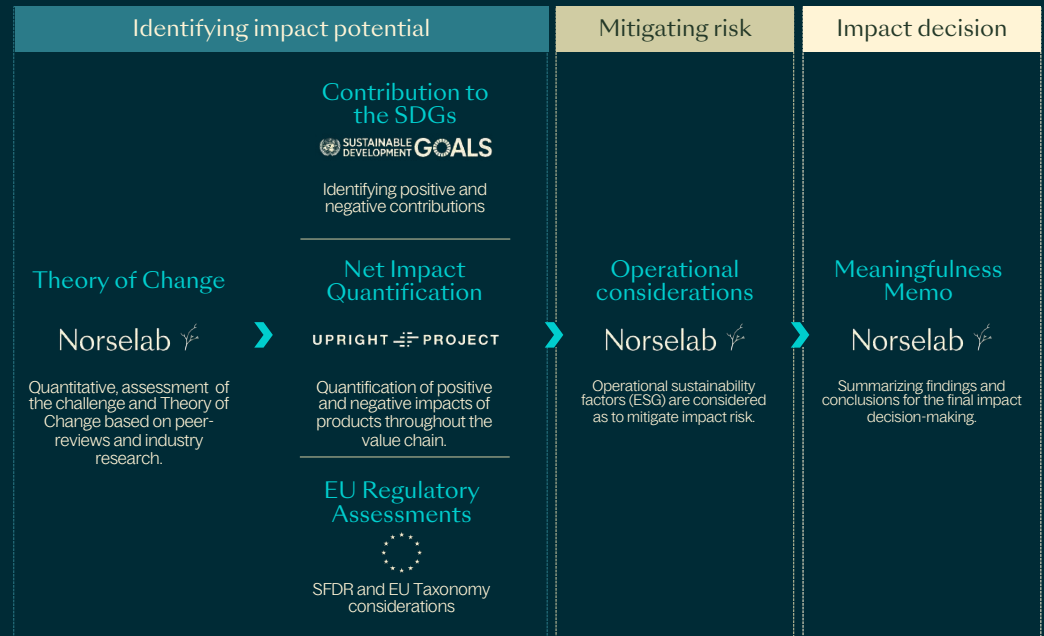 Identifying impact potential
Mitigating risk
Impact decision
Theory of Change
Norselab
Quantitative, assessment of
the challenge and Theory of
Change based on peer-
reviews and industry
research.
Contribution to
the SDGs
SUSTAINABLE
DEVELOPMENT GOALS
Identifying positive and
negative contributions
Net Impact
Quantification
UPRIGHT PROJECT
Quantification of positive
and negative impacts of
products throughout the
value chain.
EU Regulatory
Assessments
SFDR and EU Taxonomy
considerations
Operational
considerations
Norselab
Operational sustainability
factors (ESG) are considered
as to mitigate impact risk.
Meaningfulness
Memo
Norselab
Summarizing findings and
conclusions for the final impact
decision-making.